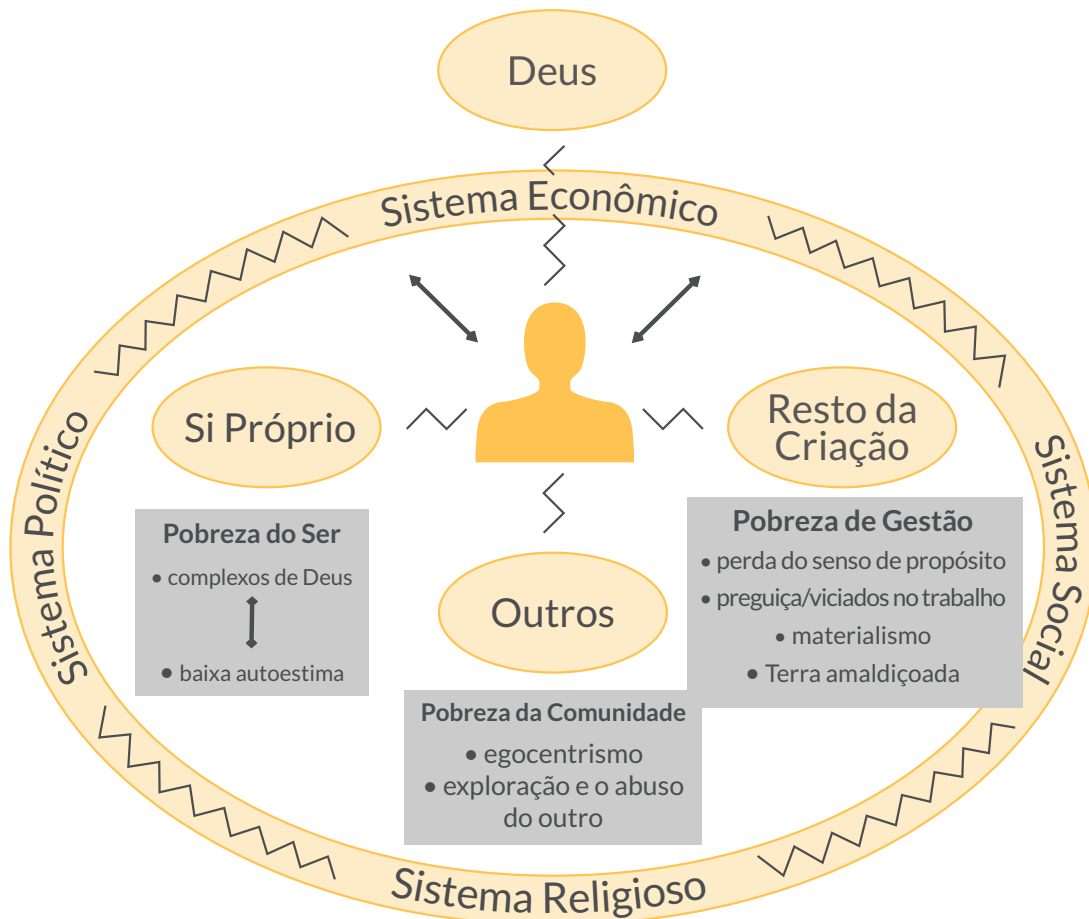 Deus
Sistema Econômico
Sistema Político
Sistema Social
Si Próprio
Resto da
Criação
Pobreza do Ser
• complexos de Deus
• baixa autoestima
Outros
Pobreza de Gestão
• perda do senso de propósito
• preguiça/viciados no trabalho
• materialismo
• Terra amaldiçoada
Pobreza da Comunidade
• egocentrismo
• exploração e o abuso
do outro
Sistema Religioso